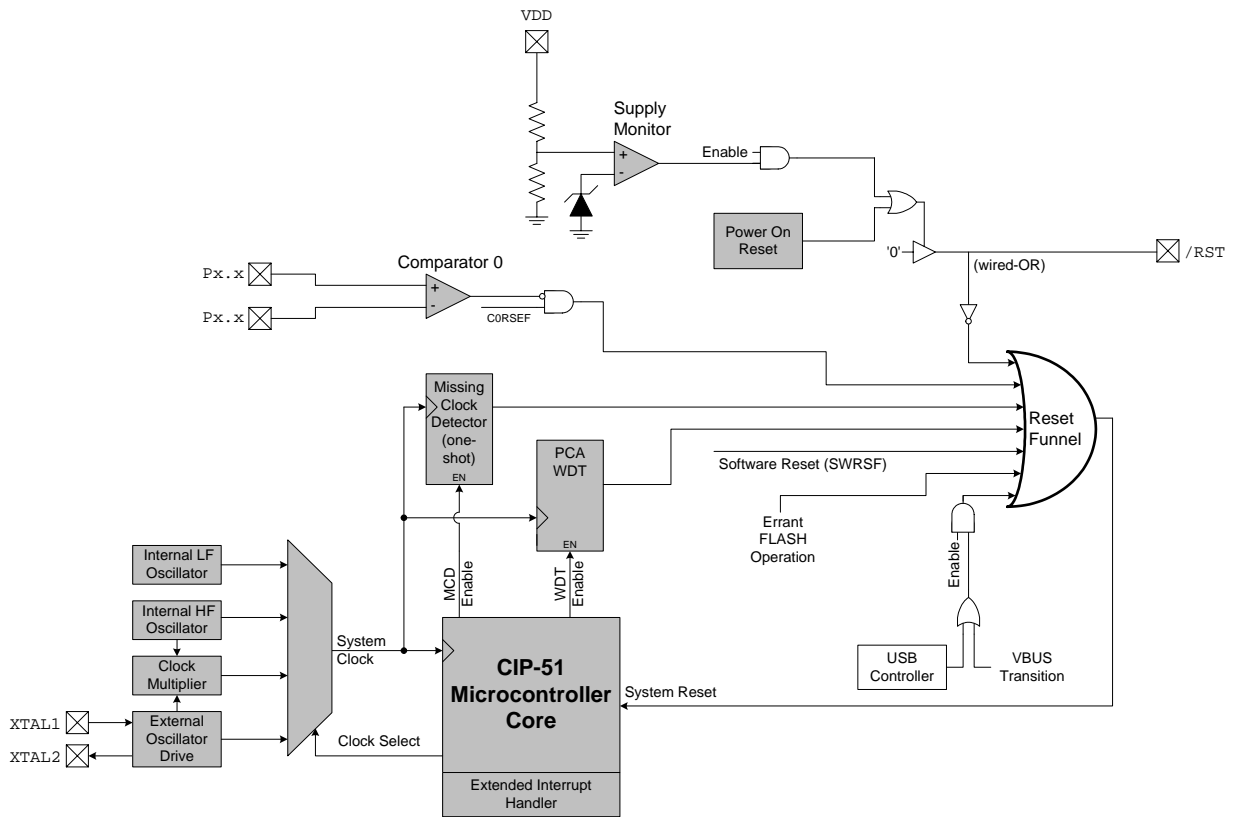 VDD
Supply
Monitor
+
-
Enable
Power On
Reset
'0'
(wired-OR)
/RST
Comparator 0
Px.x
Px.x
+
-
C0RSEF
Missing
Clock
Detector
(one-
shot)
EN
PCA
WDT
EN
Reset
Funnel
Software Reset (SWRSF)
Errant
FLASH
Operation
Enable
USB
Controller
VBUS
Transition
Internal LF
Oscillator
Internal HF
Oscillator
Clock
Multiplier
External
Oscillator
Drive
XTAL1
XTAL2
System
Clock
MCD
Enable
WDT
Enable
CIP-51
Microcontroller
Core
System Reset
Clock Select
Extended Interrupt
Handler